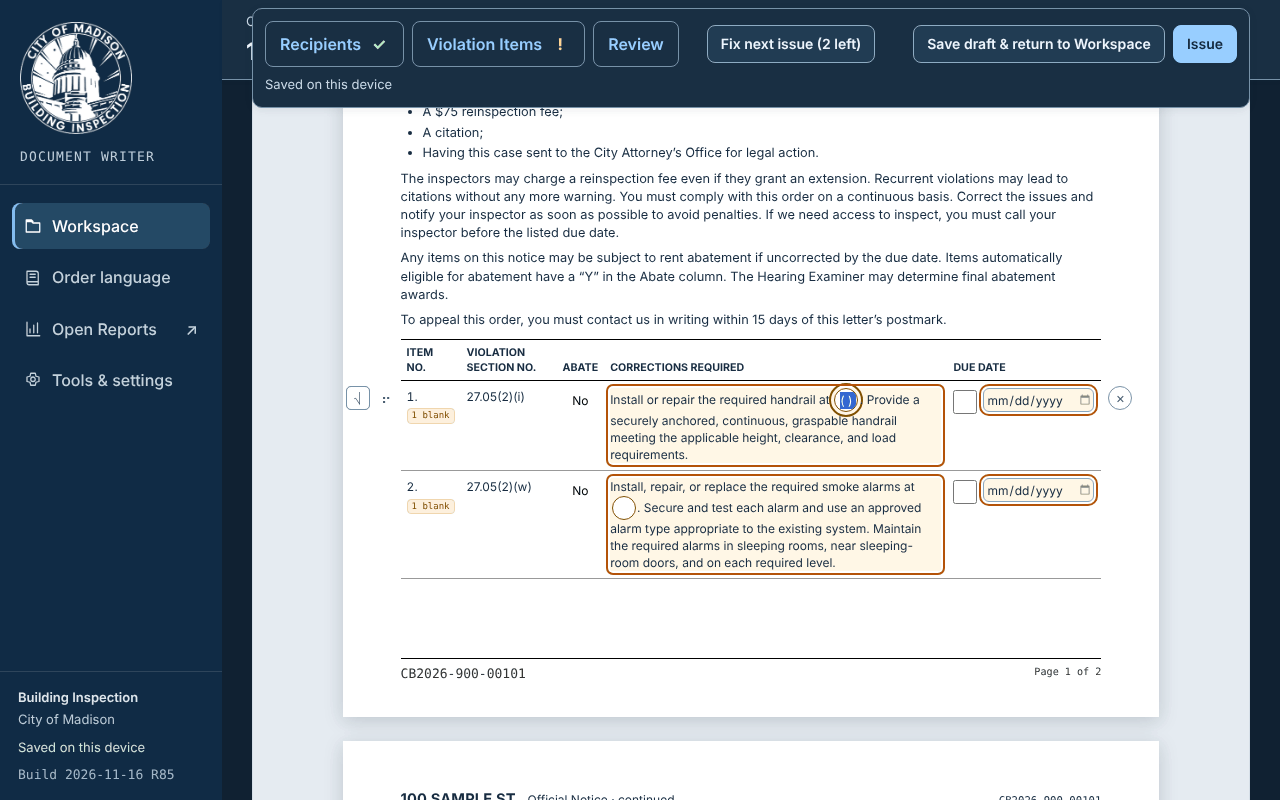 CITY OF MADISON
BUILDING INSPECTION
DOCUMENT WRITER
Workspace
Order language
Open Reports
Tools & settings
Building Inspection
City of Madison
Saved on this device
Build 2026-11-16 R85
Recipients
Violation Items !
Review
Fix next issue (2 left)
Save draft & return to Workspace
Issue
Saved on this device
• A $75 reinspection fee;
• A citation;
• Having this case sent to the City Attorney’s Office for legal action.
The inspectors may charge a reinspection fee even if they grant an extension. Recurrent violations may lead to
citations without any more warning. You must comply with this order on a continuous basis. Correct the issues and
notify your inspector as soon as possible to avoid penalties. If we need access to inspect, you must call your
inspector before the listed due date.
Any items on this notice may be subject to rent abatement if uncorrected by the due date. Items automatically
eligible for abatement have a “Y” in the Abate column. The Hearing Examiner may determine final abatement
awards.
To appeal this order, you must contact us in writing within 15 days of this letter’s postmark.
ITEM NO. VIOLATION SECTION NO. ABATE CORRECTIONS REQUIRED DUE DATE
1. 27.05(2)(i) No Install or repair the required handrail at ( ) Provide a mm/dd/yyyy
1 blank securely anchored, continuous, graspable handrail
meeting the applicable height, clearance, and load
requirements.
2. 27.05(2)(w) No Install, repair, or replace the required smoke alarms at mm/dd/yyyy
1 blank . Secure and test each alarm and use an approved
alarm type appropriate to the existing system. Maintain
the required alarms in sleeping rooms, near sleeping-
room doors, and on each required level.
CB2026-900-00101 Page 1 of 2
100 SAMPLE ST Official Notice · continued CB2026-900-00101